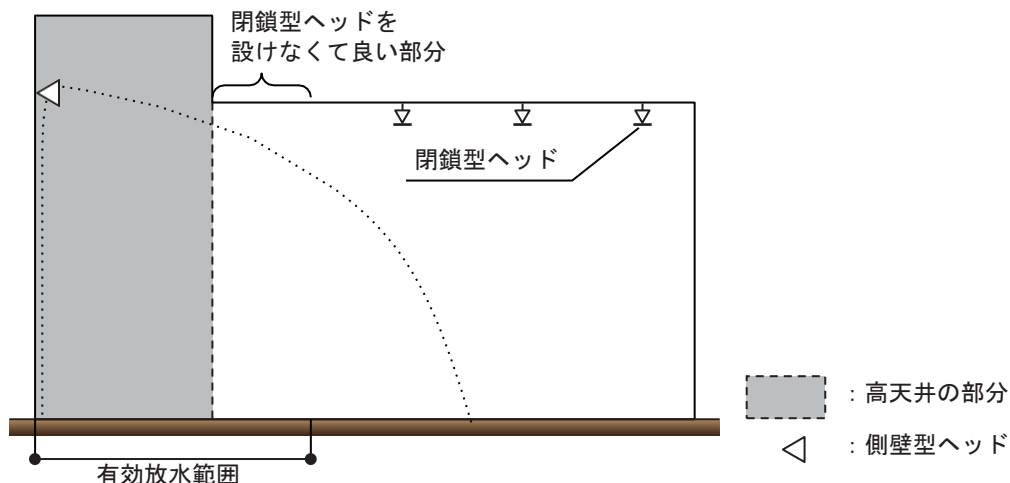 閉鎖型ヘッドを
設けなくて良い部分
閉鎖型ヘッド
：高天井の部分
：側壁型ヘッド
有効放水範囲